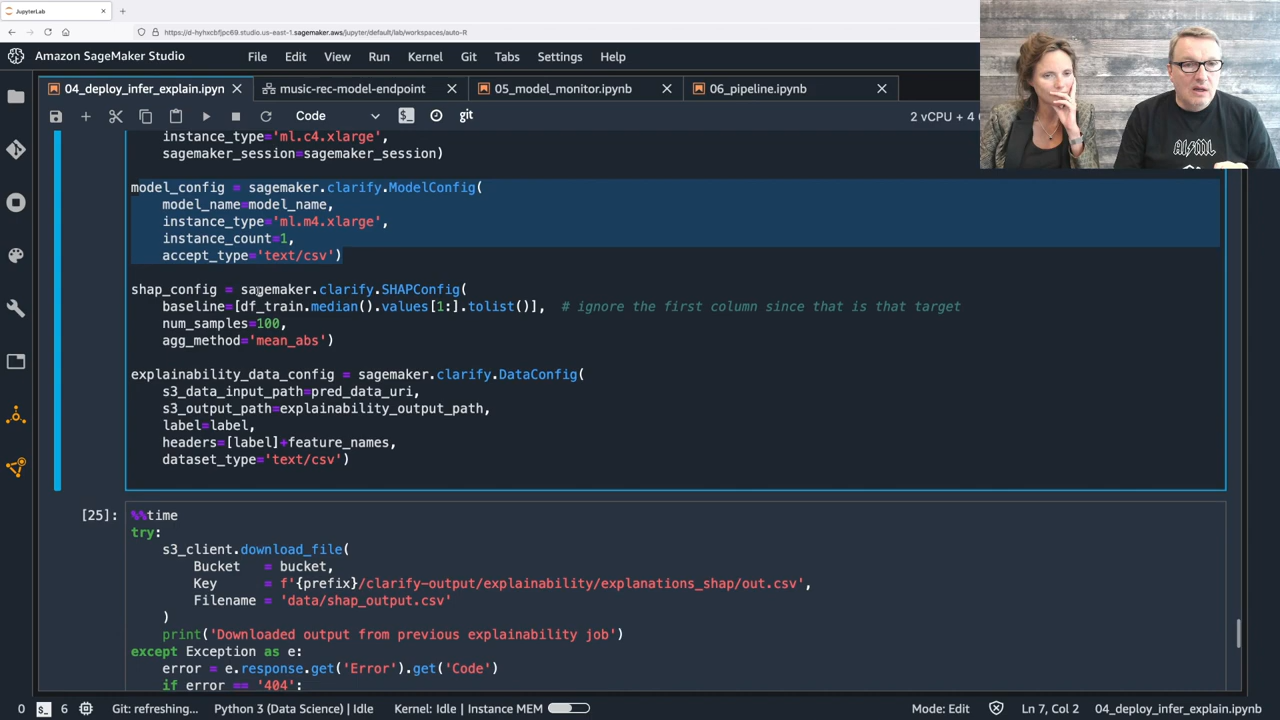 JupyterLab
https://d-hyhxcbfjpc69.studio.us-east-1.sagemaker.aws/jupyter/default/lab/workspaces/auto-R
Amazon SageMaker Studio File Edit View Run Kernel Git Tabs Settings Help
04_deploy_infer_explain.ipyn music-rec-model-endpoint 05_model_monitor.ipynb 06_pipeline.ipynb
Code git 2 vCPU + 4
instance_type='ml.c4.xlarge',
sagemaker_session=sagemaker_session)
model_config = sagemaker.clarify.ModelConfig(
model_name=model_name,
instance_type='ml.m4.xlarge',
instance_count=1,
accept_type='text/csv')
shap_config = sagemaker.clarify.SHAPConfig(
baseline=[df_train.median().values[1:].tolist()], # ignore the first column since that is that target
num_samples=100,
agg_method='mean_abs')
explainability_data_config = sagemaker.clarify.DataConfig(
s3_data_input_path=pred_data_uri,
s3_output_path=explainability_output_path,
label=label,
headers=[label]+feature_names,
dataset_type='text/csv')
[25]: %%time
try:
s3_client.download_file(
Bucket = bucket,
Key = f'{prefix}/clarify-output/explainability/explanations_shap/out.csv',
Filename = 'data/shap_output.csv'
)
print('Downloaded output from previous explainability job')
except Exception as e:
error = e.response.get('Error').get('Code')
if error == '404':
0 6 Git: refreshing... Python 3 (Data Science) | Idle Kernel: Idle | Instance MEM Mode: Edit Ln 7, Col 2 04_deploy_infer_explain.ipynb
AI/ML